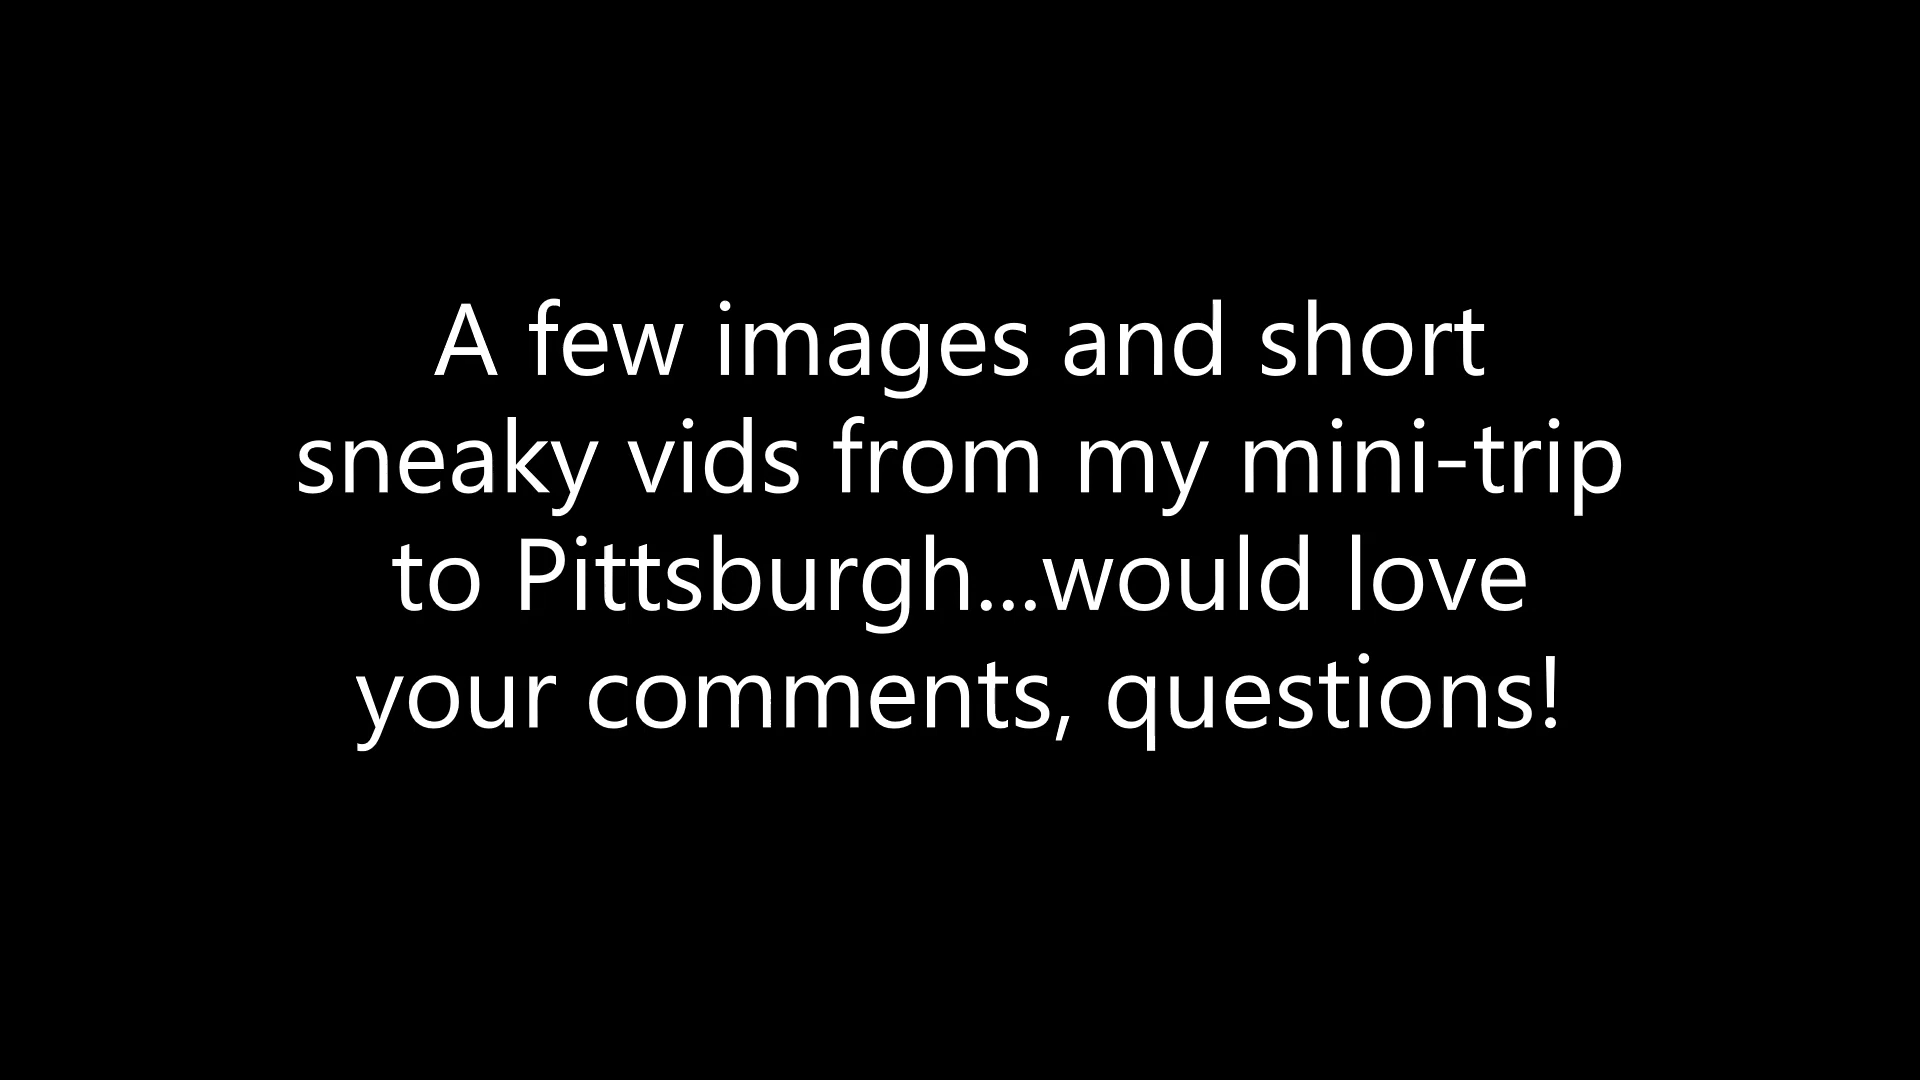 A few images and short
sneaky vids from my mini-trip
to Pittsburgh...would love
your comments, questions!